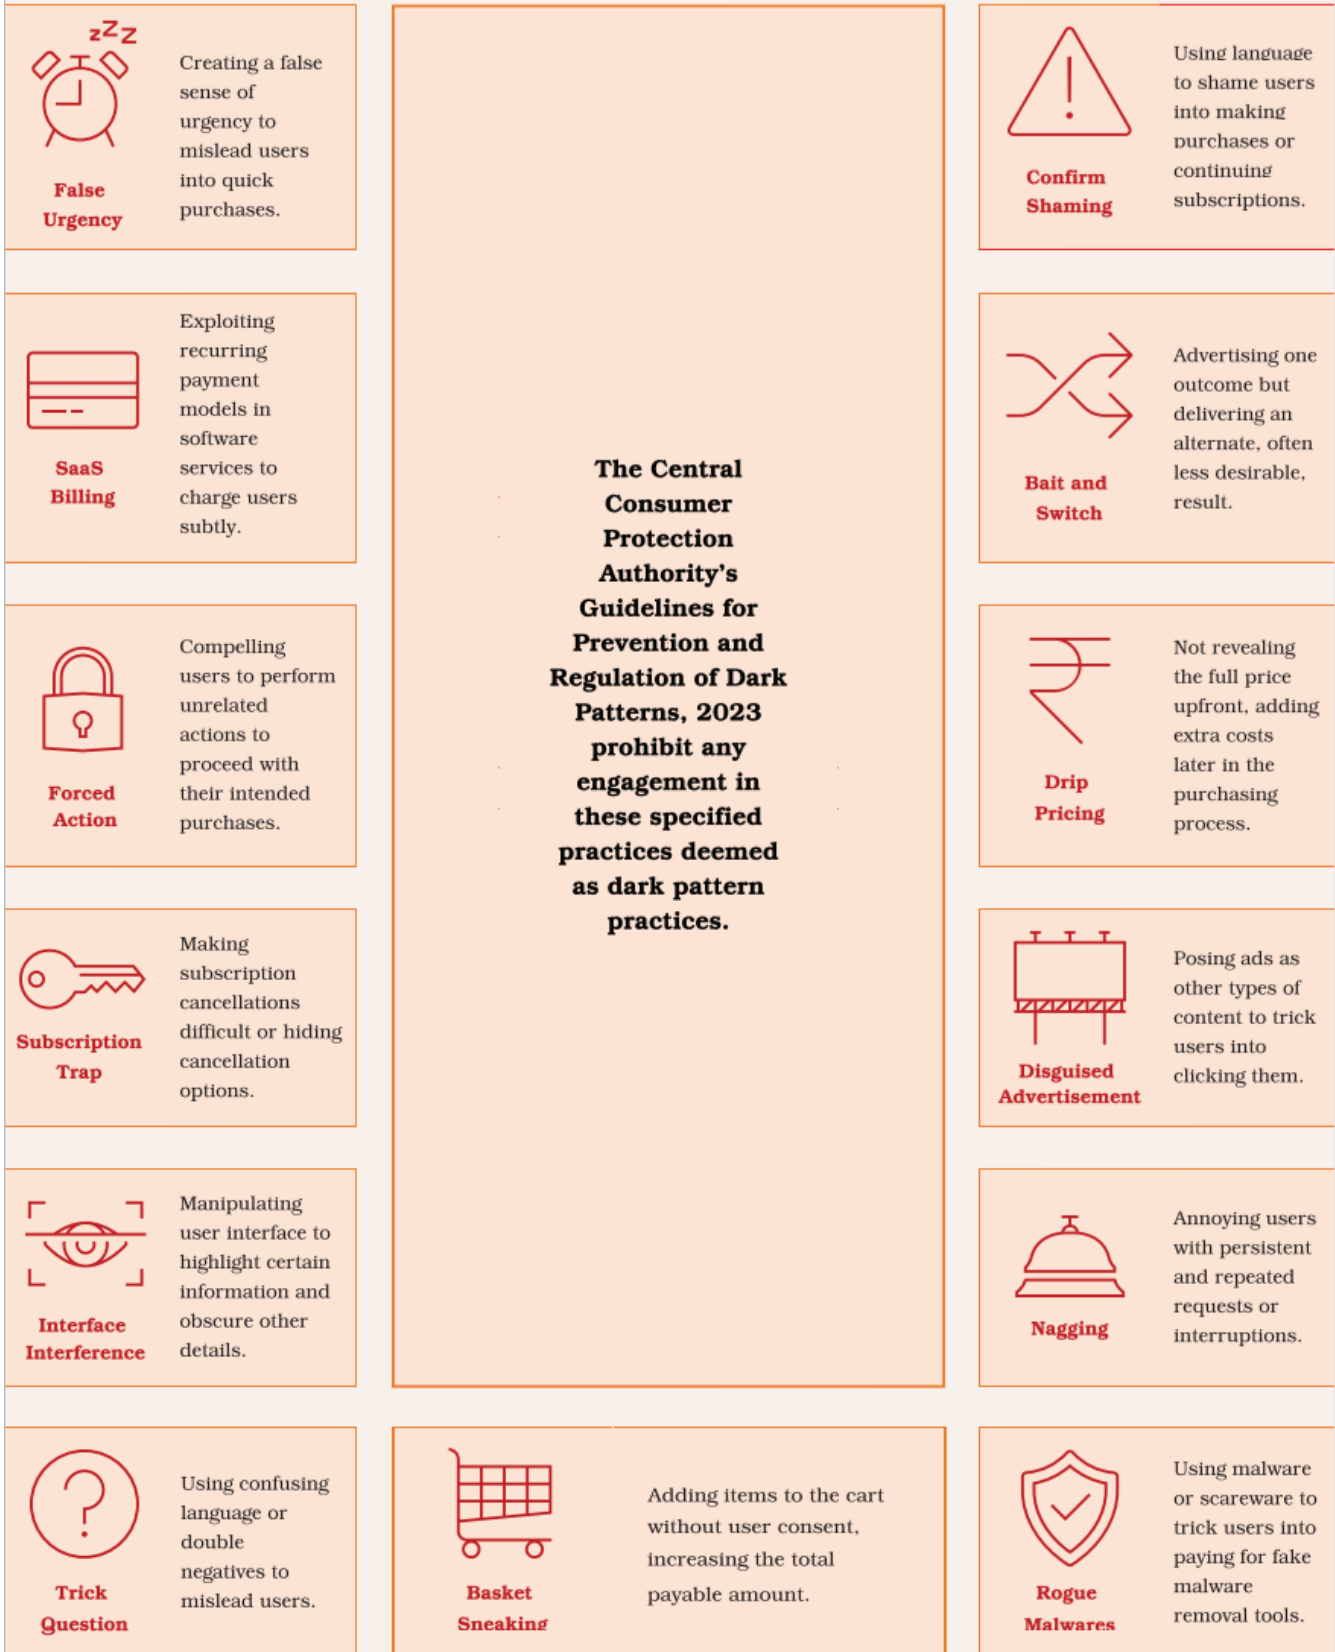 zZZ
False
Urgency
Creating a false
sense of
urgency to
mislead users
into quick
purchases.
SaaS
Billing
Exploiting
recurring
payment
models in
software
services to
charge users
subtly.
Forced
Action
Compelling
users to perform
unrelated
actions to
proceed with
their intended
purchases.
Subscription
Trap
Making
subscription
cancellations
difficult or hiding
cancellation
options.
Interface
Interference
Manipulating
user interface to
highlight certain
information and
obscure other
details.
Trick
Question
Using confusing
language or
double
negatives to
mislead users.
The Central
Consumer
Protection
Authority’s
Guidelines for
Prevention and
Regulation of Dark
Patterns, 2023
prohibit any
engagement in
these specified
practices deemed
as dark pattern
practices.
Basket
Sneaking
Adding items to the cart
without user consent,
increasing the total
payable amount.
Confirm
Shaming
Using language
to shame users
into making
purchases or
continuing
subscriptions.
Bait and
Switch
Advertising one
outcome but
delivering an
alternate, often
less desirable,
result.
Drip
Pricing
Not revealing
the full price
upfront, adding
extra costs
later in the
purchasing
process.
Disguised
Advertisement
Posing ads as
other types of
content to trick
users into
clicking them.
Nagging
Annoying users
with persistent
and repeated
requests or
interruptions.
Rogue
Malwares
Using malware
or scareware to
trick users into
paying for fake
malware
removal tools.